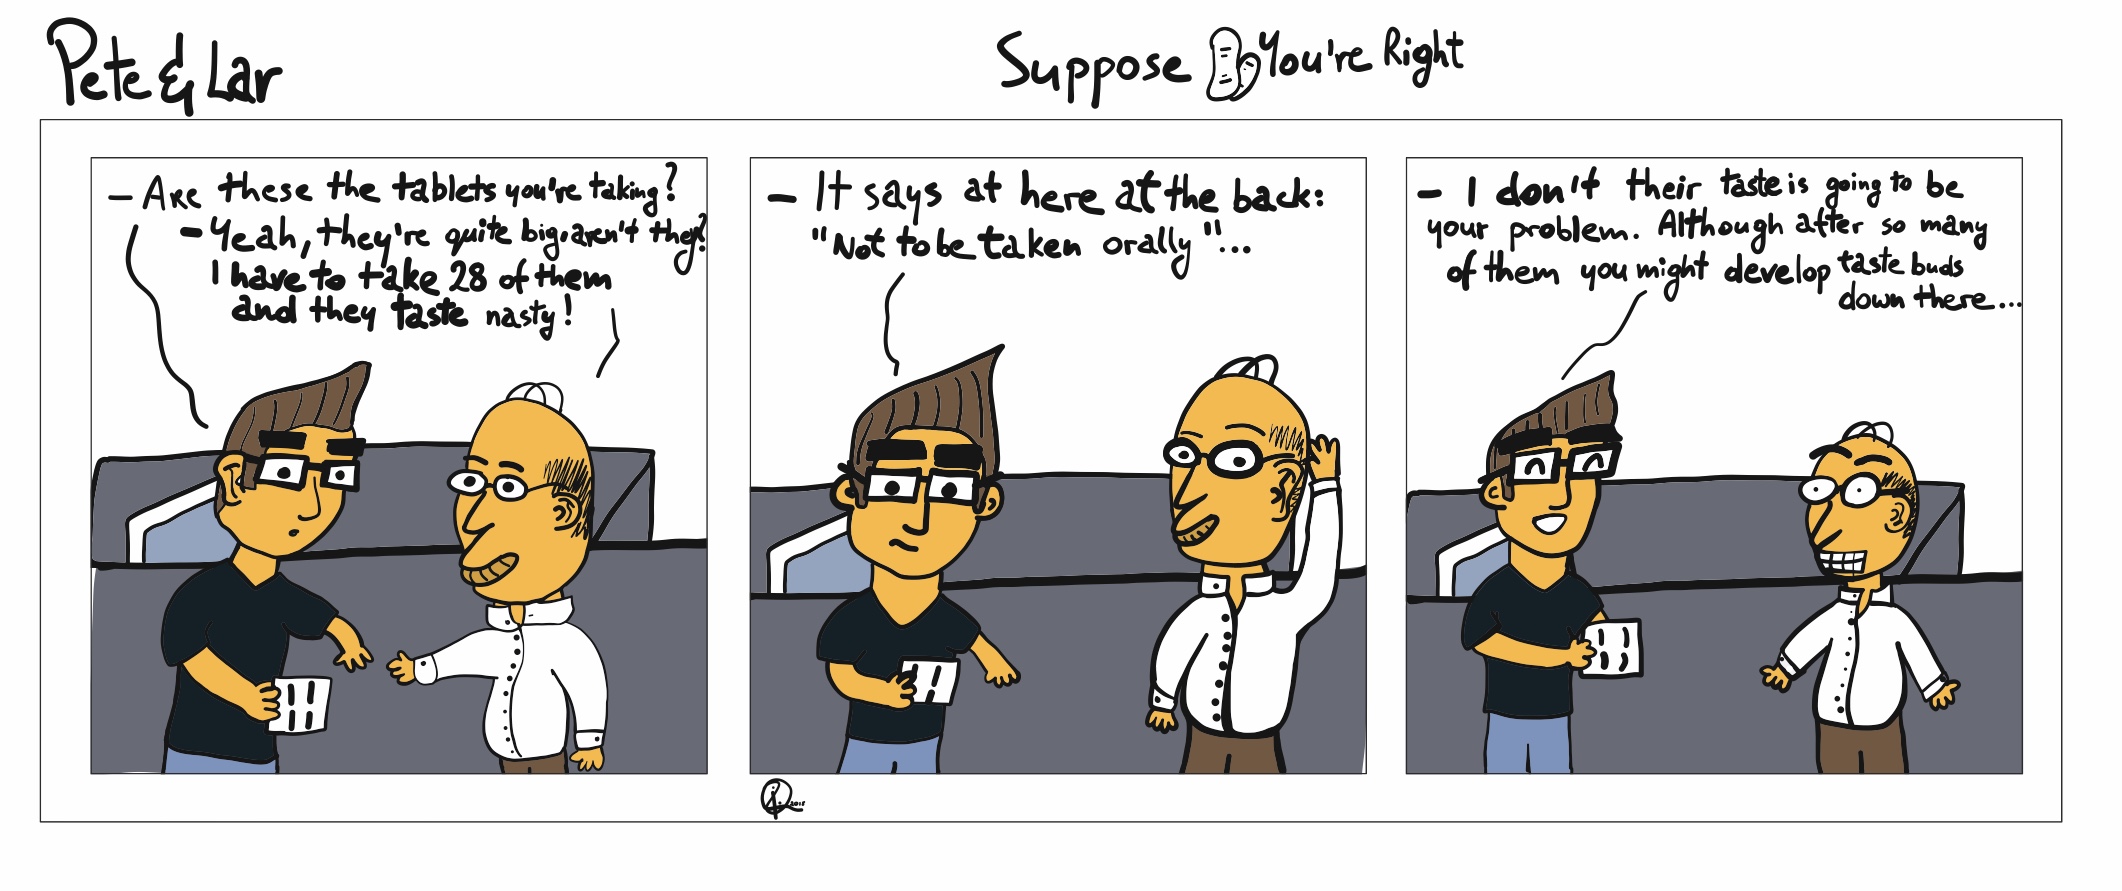 Pete & Lar
Suppose You're Right
- Are these the tablets you're taking?
- Yeah, they're quite big, aren't they?
I have to take 28 of them
and they taste nasty!
- It says at here at the back:
"Not to be taken orally"...
- I don't their taste is going to be
your problem. Although after so many
of them you might develop taste buds
down there...
2018